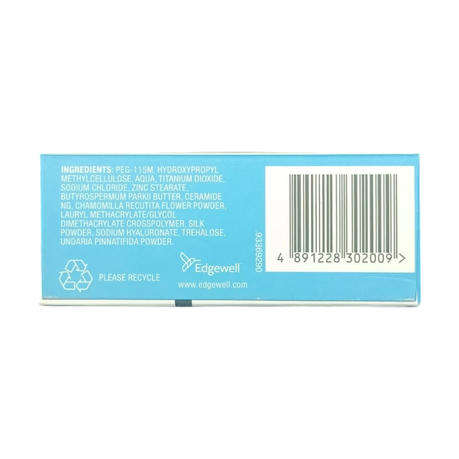 INGREDIENTS: PEG-115M, HYDROXYPROPYL
METHYLCELLULOSE, AQUA, TITANIUM DIOXIDE,
SODIUM CHLORIDE, ZINC STEARATE,
BUTYROSPERMUM PARKII BUTTER, CERAMIDE
NG, CHAMOMILLA RECUTITA FLOWER POWDER,
LAURYL METHACRYLATE/GLYCOL
DIMETHACRYLATE CROSSPOLYMER, SILK
POWDER, SODIUM HYALURONATE, TREHALOSE,
UNDARIA PINNATIFIDA POWDER.
PLEASE RECYCLE
Edgewell
www.edgewell.com
93369290
4 891228 302009 >